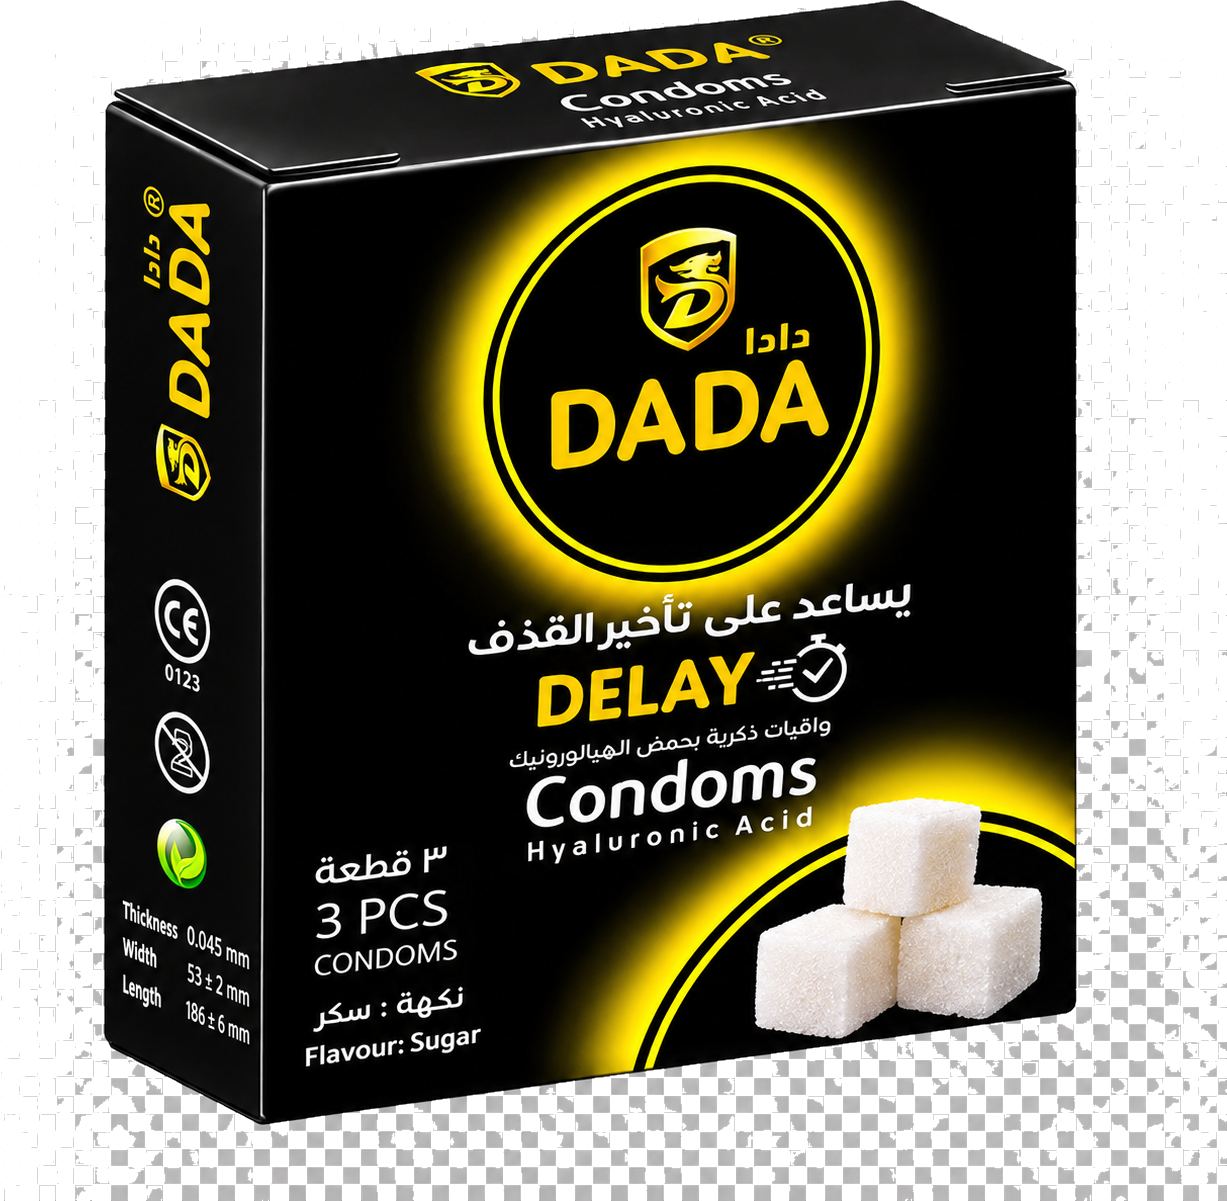 DADA®
Condoms
Hyaluronic Acid
دادا ®
DADA
CE
0123
2
Thickness 0.045 mm
Width 53 ± 2 mm
Length 186 ± 6 mm
دادا
DADA
يساعد على تأخير القذف
DELAY
واقيات ذكرية بحمض الهيالورونيك
Condoms
Hyaluronic Acid
٣ قطعة
3 PCS
CONDOMS
نكهة : سكر
Flavour: Sugar